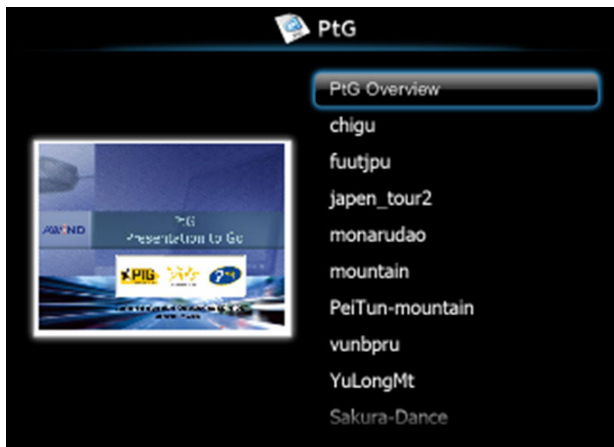 PtG
PtG Overview
chigu
fuutjpu
japen_tour2
monarudao
mountain
PeiTun-mountain
vunbpru
YuLongMt
Sakura-Dance
AWIND
PtG
Presentation to Go
PtG